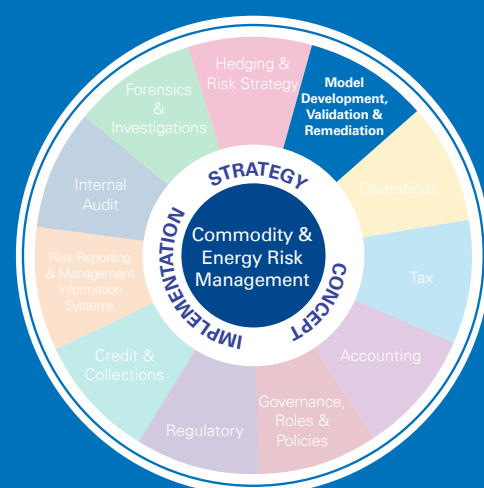 Hedging &
Risk Strategy
Model
Development,
Validation &
Remediation
Operations
Tax
Accounting
Governance,
Roles &
Policies
Regulatory
Credit &
Collections
Risk Reporting
& Management
Information
Systems
Internal
Audit
Forensics
&
Investigations
STRATEGY
CONCEPT
IMPLEMENTATION
Commodity &
Energy Risk
Management